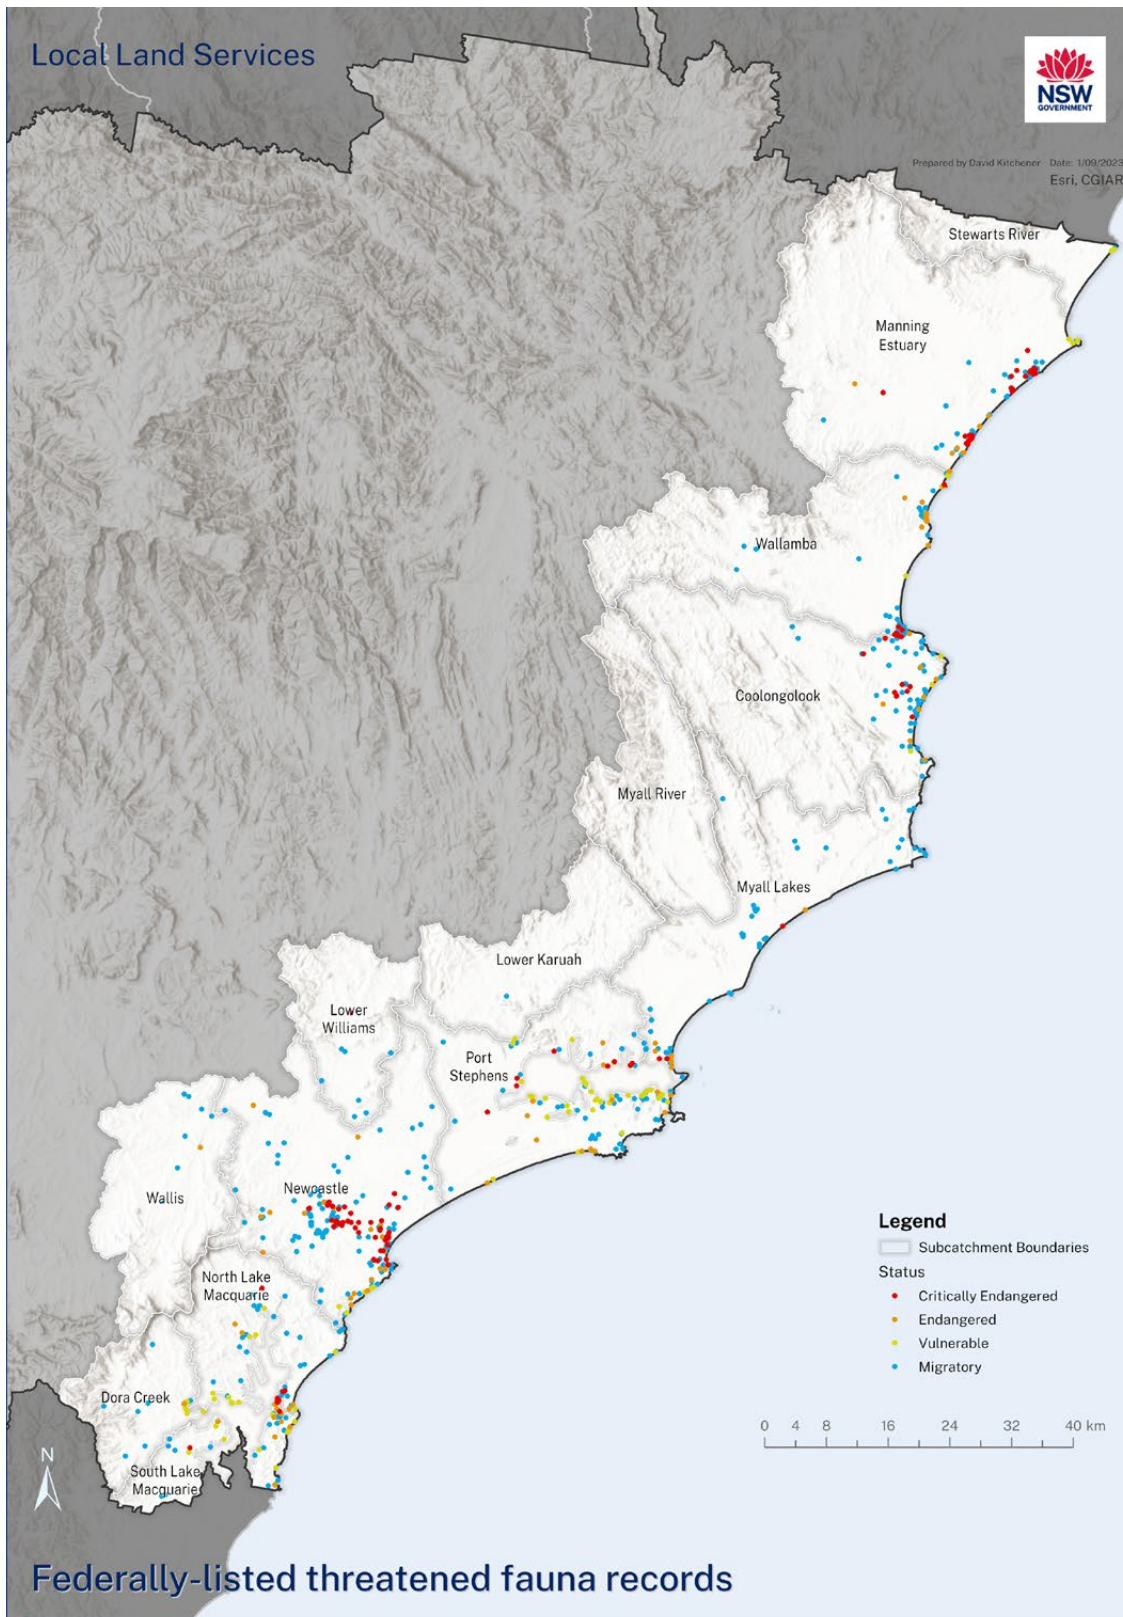 Local Land Services
NSW
GOVERNMENT
Prepared by David Kitchener Date: 1/09/2023
Esri, CGIAR
Stewarts River
Manning
Estuary
Wallamba
Coolongolook
Myall River
Myall Lakes
Lower Karuah
Lower
Williams
Port
Stephens
Wallis
Newcastle
North Lake
Macquarie
Dora Creek
South Lake
Macquarie
N
Legend
Subcatchment Boundaries
Status
Critically Endangered
Endangered
Vulnerable
Migratory
0 4 8 16 24 32 40 km
Federally-listed threatened fauna records